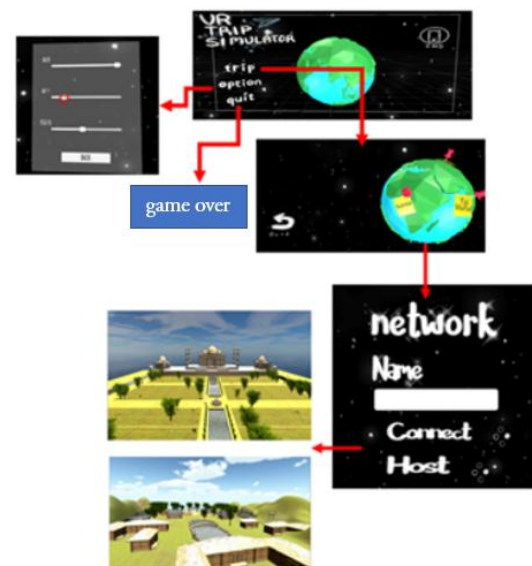 VR
TRIP
SIMULATOR
trip
option
quit
game over
network
Name
Connect
Host